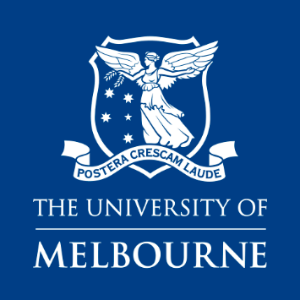 POSTERA CRESCAM LAUDE
THE UNIVERSITY OF
MELBOURNE